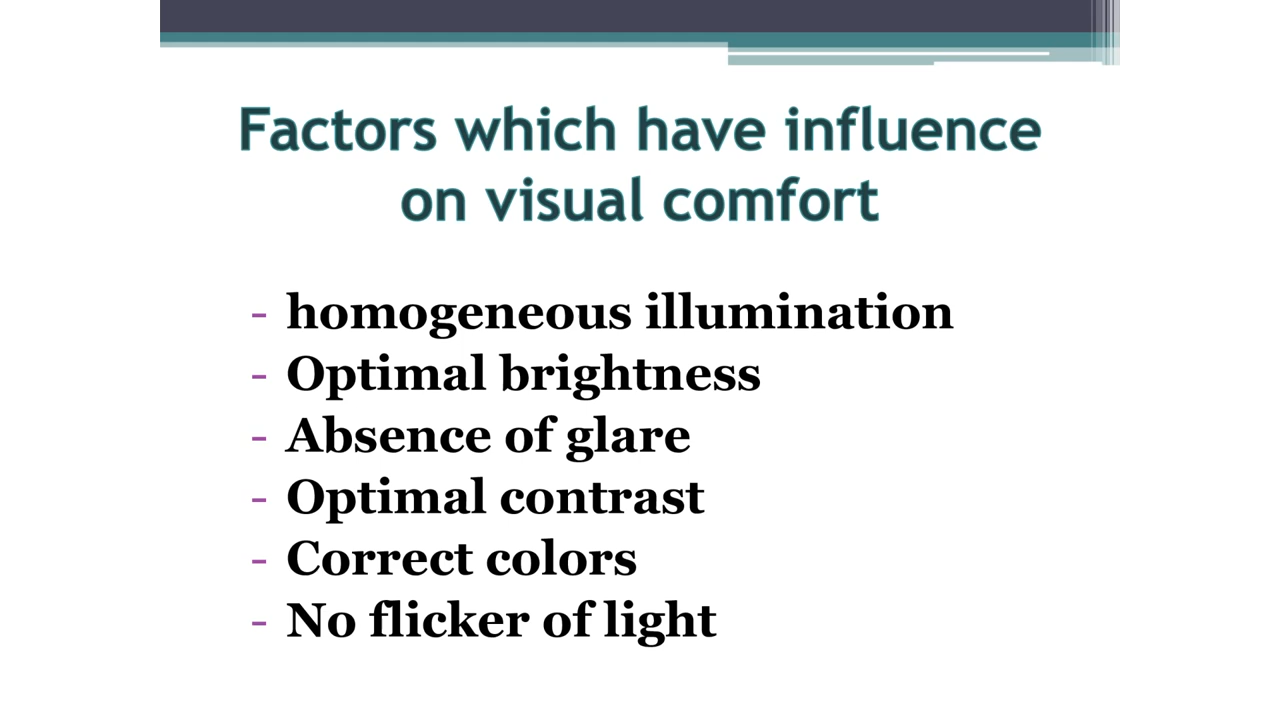 Factors which have influence
on visual comfort
- homogeneous illumination
- Optimal brightness
- Absence of glare
- Optimal contrast
- Correct colors
- No flicker of light